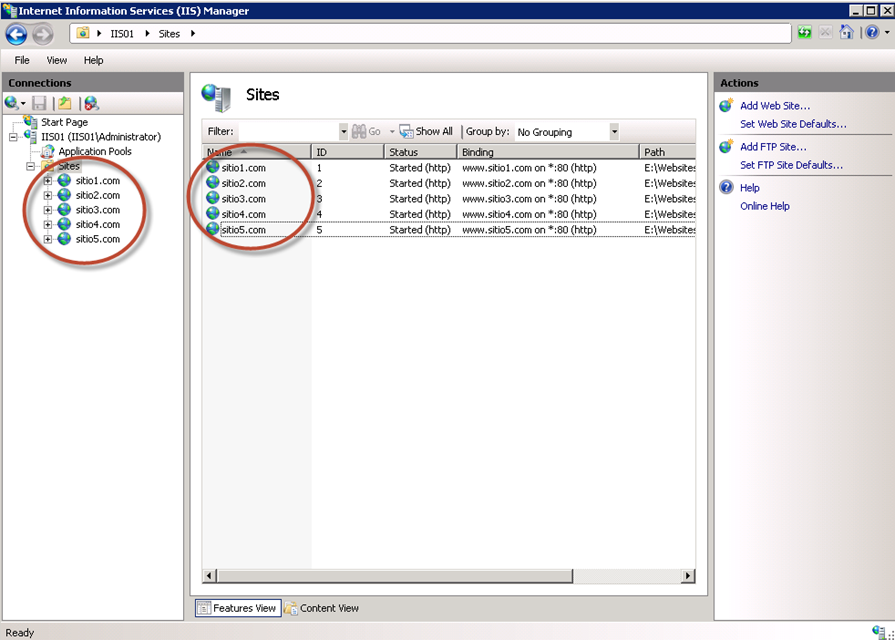 Internet Information Services (IIS) Manager
IIS01 Sites
File View Help
Connections
Start Page
IIS01 (IIS01\Administrator)
Application Pools
Sites
sitio1.com
sitio2.com
sitio3.com
sitio4.com
sitio5.com
Sites
Filter: Go Show All Group by: No Grouping
Name ID Status Binding Path
sitio1.com 1 Started (http) www.sitio1.com on *:80 (http) E:\Websites
sitio2.com 2 Started (http) www.sitio2.com on *:80 (http) E:\Websites
sitio3.com 3 Started (http) www.sitio3.com on *:80 (http) E:\Websites
sitio4.com 4 Started (http) www.sitio4.com on *:80 (http) E:\Websites
sitio5.com 5 Started (http) www.sitio5.com on *:80 (http) E:\Websites
Features View Content View
Actions
Add Web Site...
Set Web Site Defaults...
Add FTP Site...
Set FTP Site Defaults...
Help
Online Help
Ready